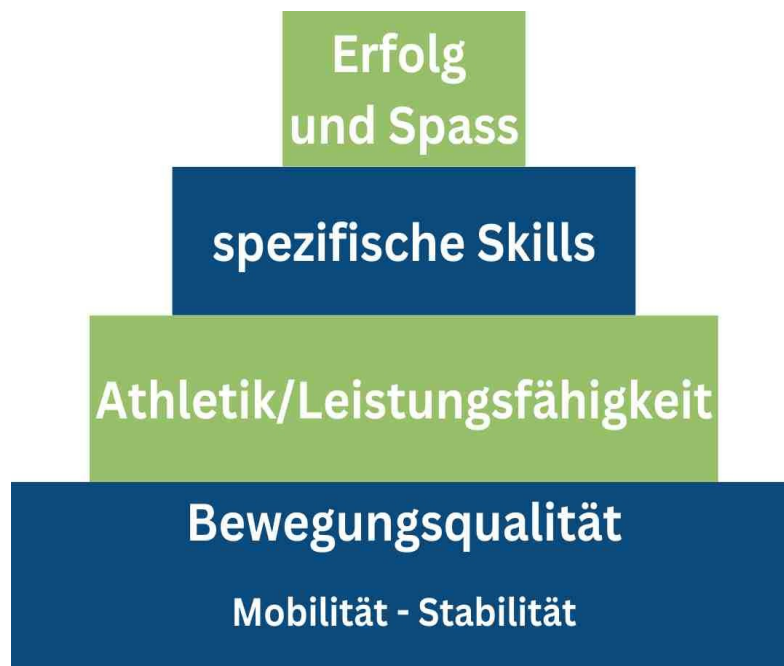 Erfolg
und Spass
spezifische Skills
Athletik/Leistungsfähigkeit
Bewegungsqualität
Mobilität - Stabilität